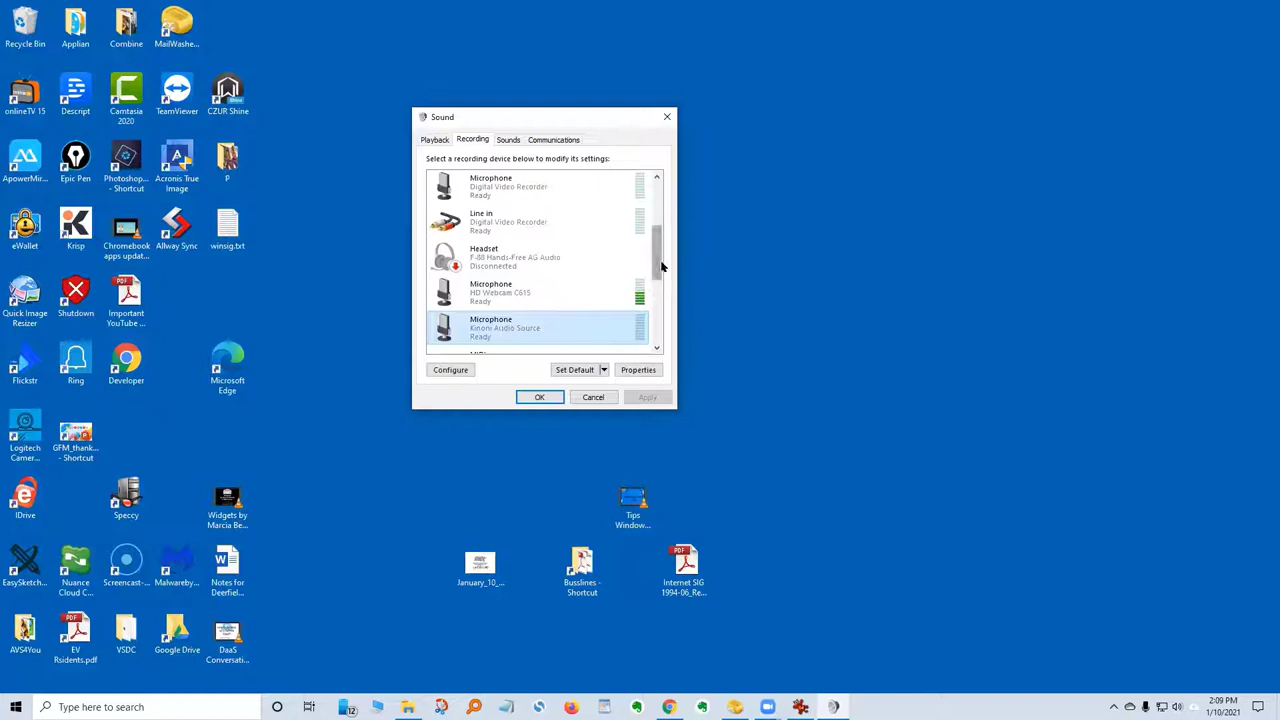 Recycle Bin
Applian
Combine
MailWashe...
onlineTV 15
Descript
Camtasia
2020
TeamViewer
CZUR Shine
ApowerMir...
Epic Pen
Photoshop...
- Shortcut
Acronis True
Image
P
eWallet
Krisp
Chromebook
apps updat...
Allway Sync
winsig.txt
Quick Image
Resizer
Shutdown
Important
YouTube ...
Flickstr
Ring
Developer
Microsoft
Edge
Logitech
Camer...
GFM_thank...
- Shortcut
IDrive
Speccy
Widgets by
Marcia Be...
EasySketch...
Nuance
Cloud C...
Screencast-...
Malwareby...
Notes for
Deerfiel...
AVS4You
EV
Rsidents.pdf
VSDC
Google Drive
DaaS
Conversati...
Sound
Playback
Recording
Sounds
Communications
Select a recording device below to modify its settings:
Microphone
Digital Video Recorder
Ready
Line in
Digital Video Recorder
Ready
Headset
F-88 Hands-Free AG Audio
Disconnected
Microphone
HD Webcam C615
Ready
Microphone
Kinoni Audio Source
Ready
Configure
Set Default
Properties
OK
Cancel
Apply
Tips
Window...
January_10_...
Busslines -
Shortcut
PDF
Internet SIG
1994-06_Re...
Type here to search
12
2:09 PM
1/10/2021